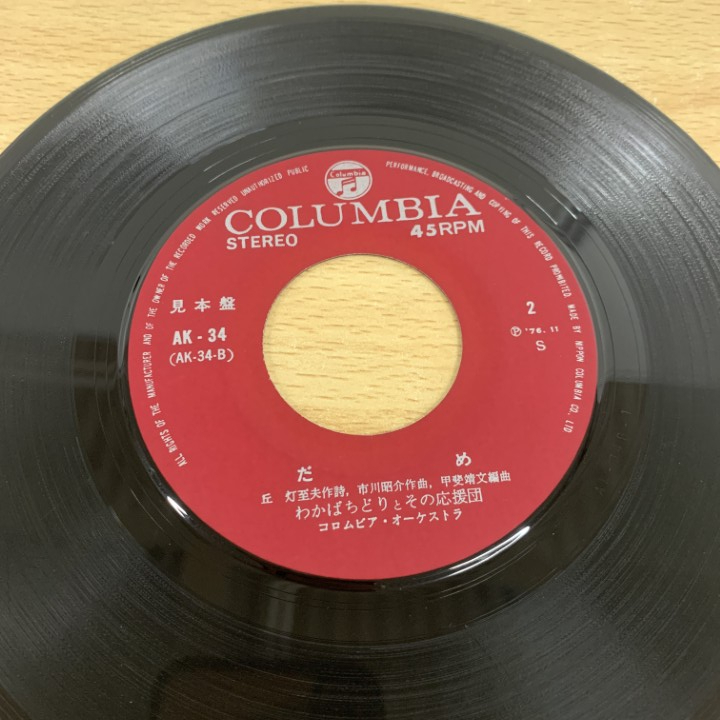 ALL RIGHTS OF THE MANUFACTURER AND OF THE OWNER OF THE RECORDED WORK RESERVED UNAUTHORIZED PUBLIC PERFORMANCE, BROADCASTING AND COPYING OF THIS RECORD PROHIBITED. MADE BY NIPPON COLUMBIA CO. LTD
Columbia
COLUMBIA
STEREO 45RPM
見本盤 2
AK - 34 ℗ '76. 11
(AK-34-B) S
だ め
丘 灯至夫作詩, 市川昭介作曲, 甲斐靖文編曲
わかばちどりとその応援団
コロムビア・オーケストラ